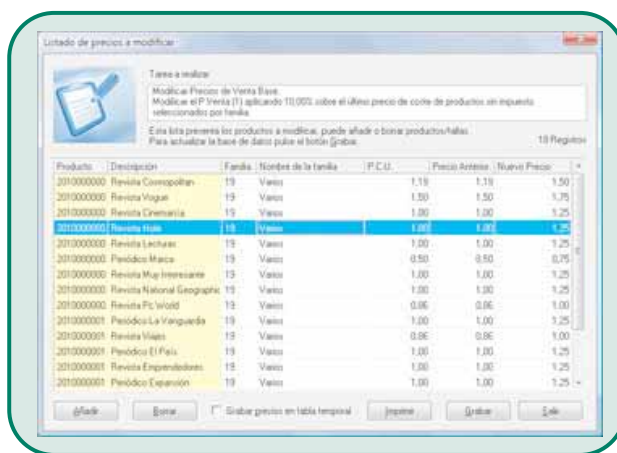 Listado de precios a modificar
Tarea a realizar
Modificar Precios de Venta Base.
Modificar el P.Venta (1) aplicando 10,00% sobre el último precio de coste de productos sin impuesto
seleccionados por familia.
Esta lista presenta los productos a modificar, puede añadir o borrar productos/tallas.
Para actualizar la base de datos pulse el botón Grabar.
19 Registros
Producto Descripción Familia Nombre de la familia P.C.U. Precio Anterior Nuevo Precio
2010000000 Revista Cosmopolitan 19 Varios 1,19 1,19 1,50
2010000000 Revista Vogue 19 Varios 1,50 1,50 1,75
2010000000 Revista Cinemanía 19 Varios 1,00 1,00 1,25
2010000000 Revista Hola 19 Varios 1,00 1,00 1,25
2010000000 Revista Lecturas 19 Varios 1,00 1,00 1,25
2010000000 Periódico Marca 19 Varios 0,50 0,50 0,75
2010000000 Revista Muy Interesante 19 Varios 1,00 1,00 1,25
2010000000 Revista National Geographic 19 Varios 1,00 1,00 1,25
2010000000 Revista Pc World 19 Varios 0,86 0,86 1,00
2010000001 Periódico La Vanguardia 19 Varios 1,00 1,00 1,25
2010000001 Revista Viajes 19 Varios 0,86 0,86 1,00
2010000001 Periódico El País 19 Varios 1,00 1,00 1,25
2010000001 Revista Emprendedores 19 Varios 1,00 1,00 1,25
2010000001 Periódico Expansión 19 Varios 1,00 1,00 1,25
Añadir Borrar Grabar precios en tabla temporal Imprimir Grabar Salir